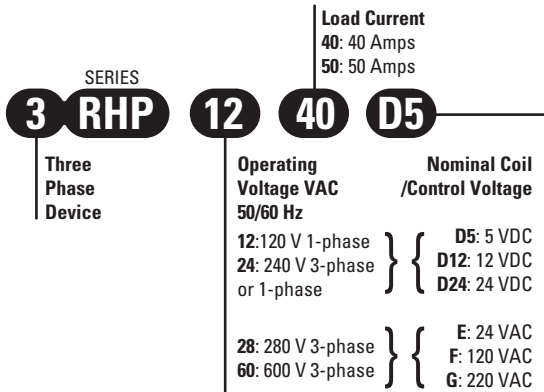 Load Current
40: 40 Amps
50: 50 Amps
SERIES
3 RHP 12 40 D5
Three
Phase
Device
Operating
Voltage VAC
50/60 Hz
12:120 V 1-phase
24: 240 V 3-phase
or 1-phase
28: 280 V 3-phase
60: 600 V 3-phase
Nominal Coil
/Control Voltage
D5: 5 VDC
D12: 12 VDC
D24: 24 VDC
E: 24 VAC
F: 120 VAC
G: 220 VAC